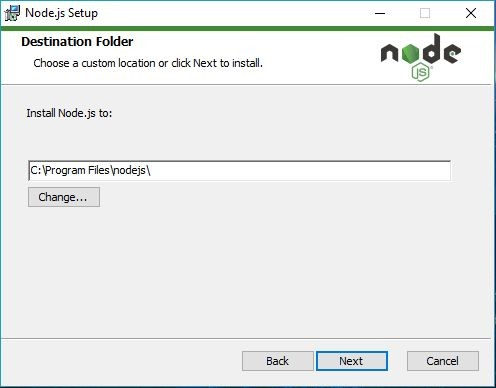 Node.js Setup
Destination Folder
Choose a custom location or click Next to install.
node
JS
Install Node.js to:
C:\Program Files\nodejs\
Change...
Back
Next
Cancel